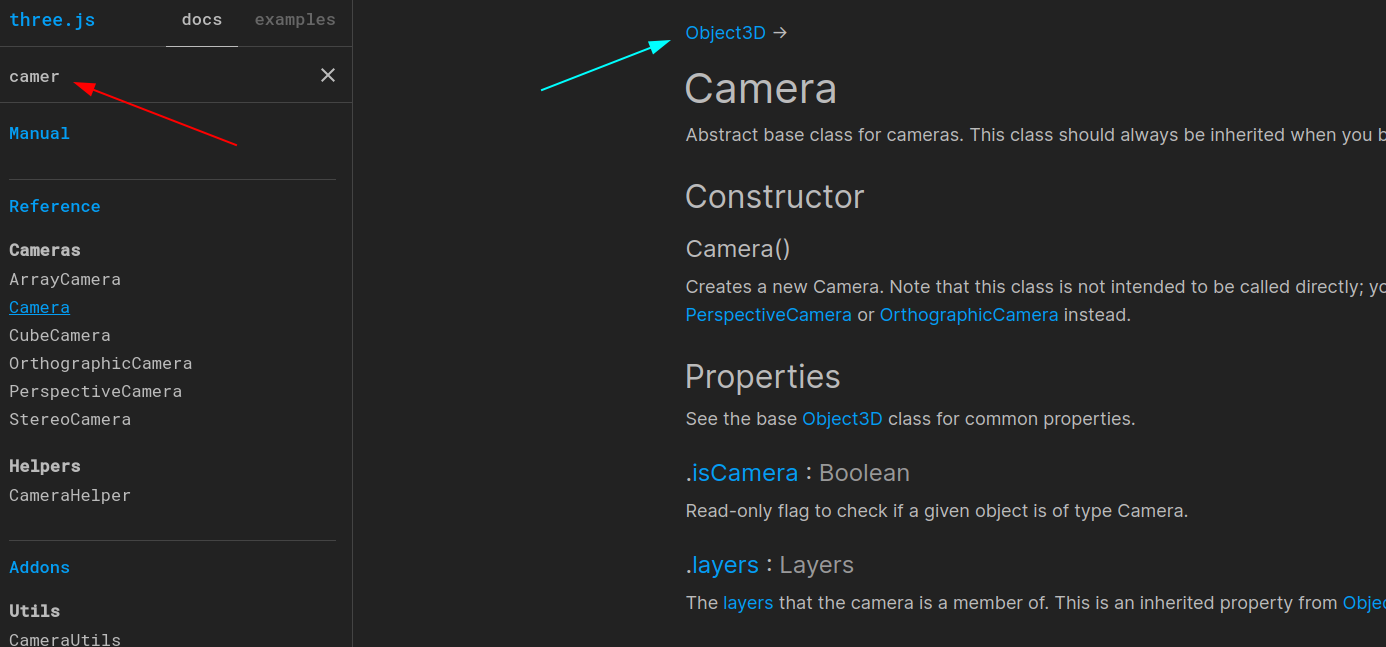 three.js docs examples
camer
Manual
Reference
Cameras
ArrayCamera
Camera
CubeCamera
OrthographicCamera
PerspectiveCamera
StereoCamera
Helpers
CameraHelper
Addons
Utils
CameraUtils
Object3D →
Camera
Abstract base class for cameras. This class should always be inherited when you b
Constructor
Camera()
Creates a new Camera. Note that this class is not intended to be called directly; yo
PerspectiveCamera or OrthographicCamera instead.
Properties
See the base Object3D class for common properties.
.isCamera : Boolean
Read-only flag to check if a given object is of type Camera.
.layers : Layers
The layers that the camera is a member of. This is an inherited property from Objec